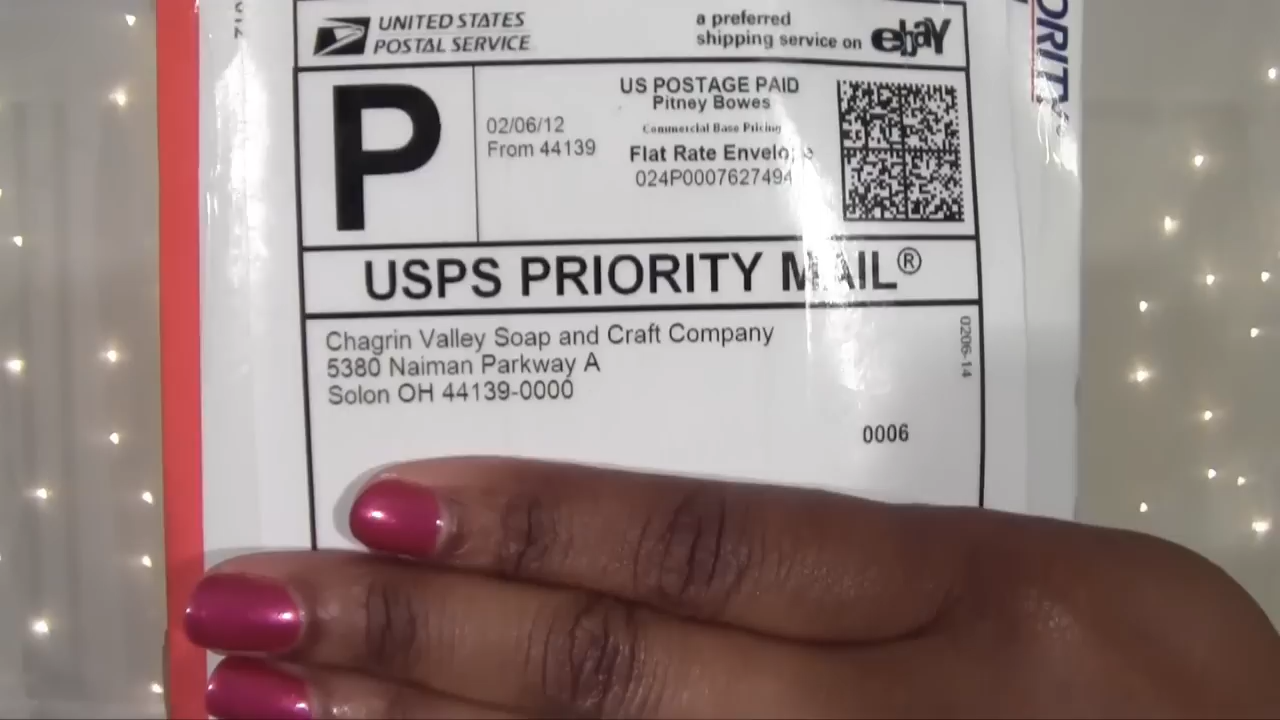 UNITED STATES
POSTAL SERVICE
a preferred
shipping service on ebay
ORIT
P
02/06/12
From 44139
US POSTAGE PAID
Pitney Bowes
Commercial Base Pricing
Flat Rate Envelope
024P0007627494
USPS PRIORITY MAIL®
Chagrin Valley Soap and Craft Company
5380 Naiman Parkway A
Solon OH 44139-0000
0206-14
0006